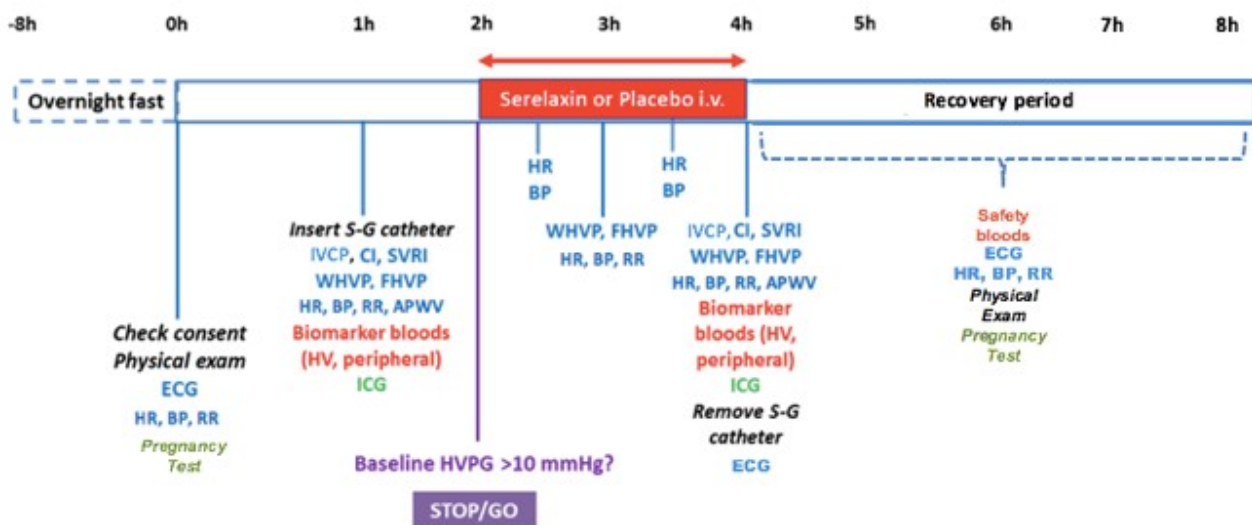 -8h 0h 1h 2h 3h 4h 5h 6h 7h 8h
Overnight fast
Serelaxin or Placebo i.v.
Recovery period
Check consent
Physical exam
ECG
HR, BP, RR
Pregnancy
Test
Insert S-G catheter
IVCP, CI, SVRI
WHVP, FHVP
HR, BP, RR, APWV
Biomarker bloods
(HV, peripheral)
ICG
Baseline HVPG >10 mmHg?
STOP/GO
HR
BP
WHVP, FHVP
HR, BP, RR
HR
BP
IVCP, CI, SVRI
WHVP, FHVP
HR, BP, RR, APWV
Biomarker
bloods (HV,
peripheral)
ICG
Remove S-G
catheter
ECG
Safety
bloods
ECG
HR, BP, RR
Physical
Exam
Pregnancy
Test